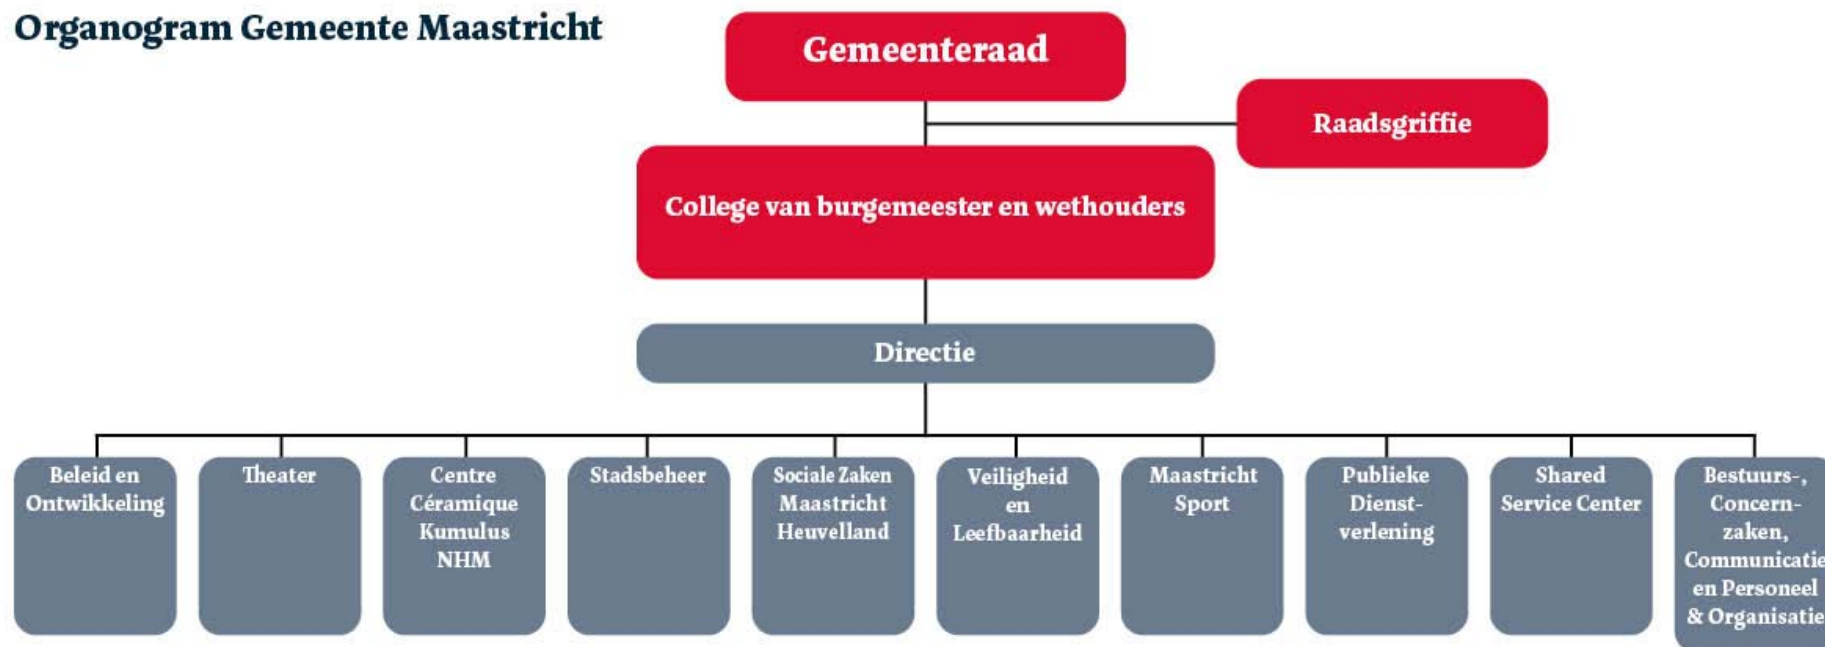 Organogram Gemeente Maastricht
Gemeenteraad
Raadsgriffie
College van burgemeester en wethouders
Directie
Beleid en
Ontwikkeling
Theater
Centre
Céramique
Kumulus
NHM
Stadsbeheer
Sociale Zaken
Maastricht
Heuvelland
Veiligheid
en
Leefbaarheid
Maastricht
Sport
Publieke
Dienst-
verlening
Shared
Service Center
Bestuurs-,
Concern-
zaken,
Communicatie
en Personeel
& Organisatie